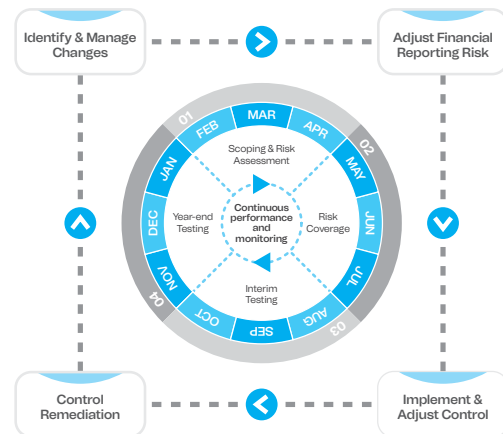 Identify & Manage
Changes
Adjust Financial
Reporting Risk
01
FEB
MAR
APR
02
JAN
MAY
Scoping & Risk
Assessment
DEC
Year-end
Testing
Continuous
performance
and
monitoring
Risk
Coverage
JUN
NOV
JUL
Interim
Testing
04
OCT
SEP
AUG
03
Control
Remediation
Implement &
Adjust Control